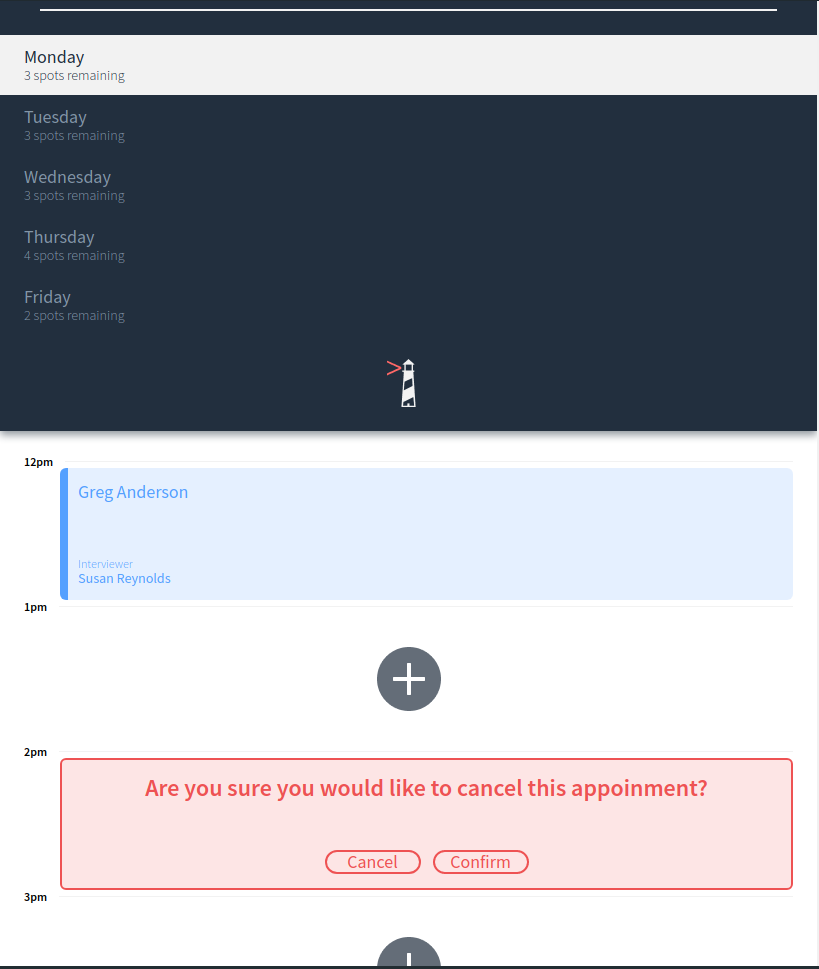 Monday
3 spots remaining
Tuesday
3 spots remaining
Wednesday
3 spots remaining
Thursday
4 spots remaining
Friday
2 spots remaining
12pm
Greg Anderson
Interviewer
Susan Reynolds
1pm
2pm
Are you sure you would like to cancel this appoinment?
Cancel Confirm
3pm